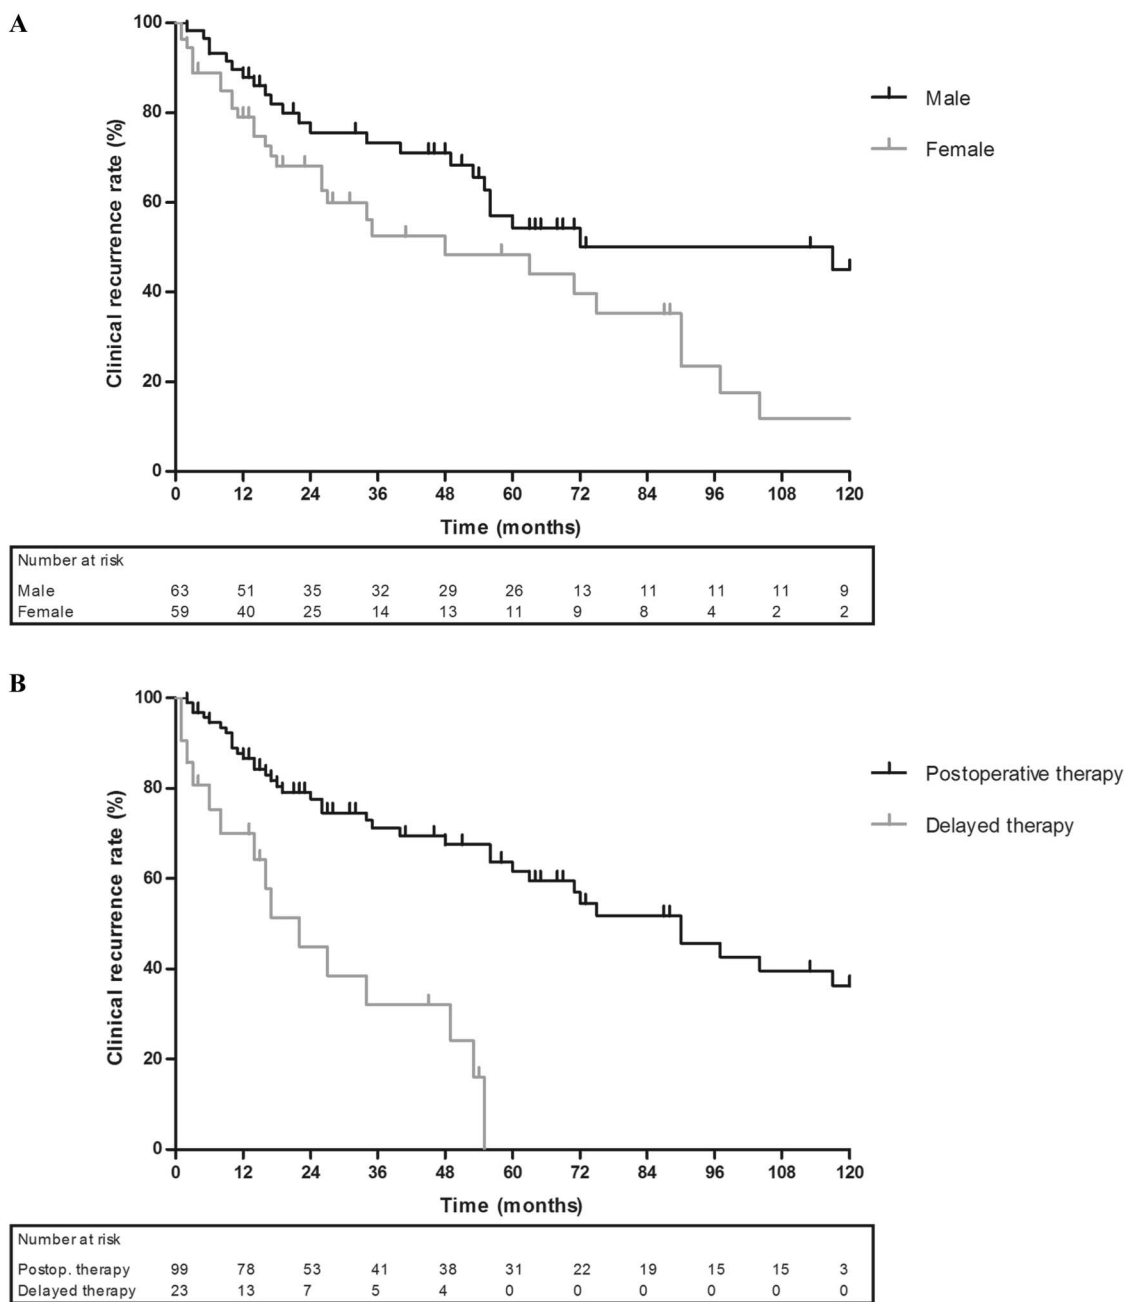 A
Clinical recurrence rate (%)
100
80
60
40
20
0
0 12 24 36 48 60 72 84 96 108 120
Time (months)
Male
Female
Number at risk
Male 63 51 35 32 29 26 13 11 11 11 9
Female 59 40 25 14 13 11 9 8 4 2 2
B
Clinical recurrence rate (%)
100
80
60
40
20
0
0 12 24 36 48 60 72 84 96 108 120
Time (months)
Postoperative therapy
Delayed therapy
Number at risk
Postop. therapy 99 78 53 41 38 31 22 19 15 15 3
Delayed therapy 23 13 7 5 4 0 0 0 0 0 0